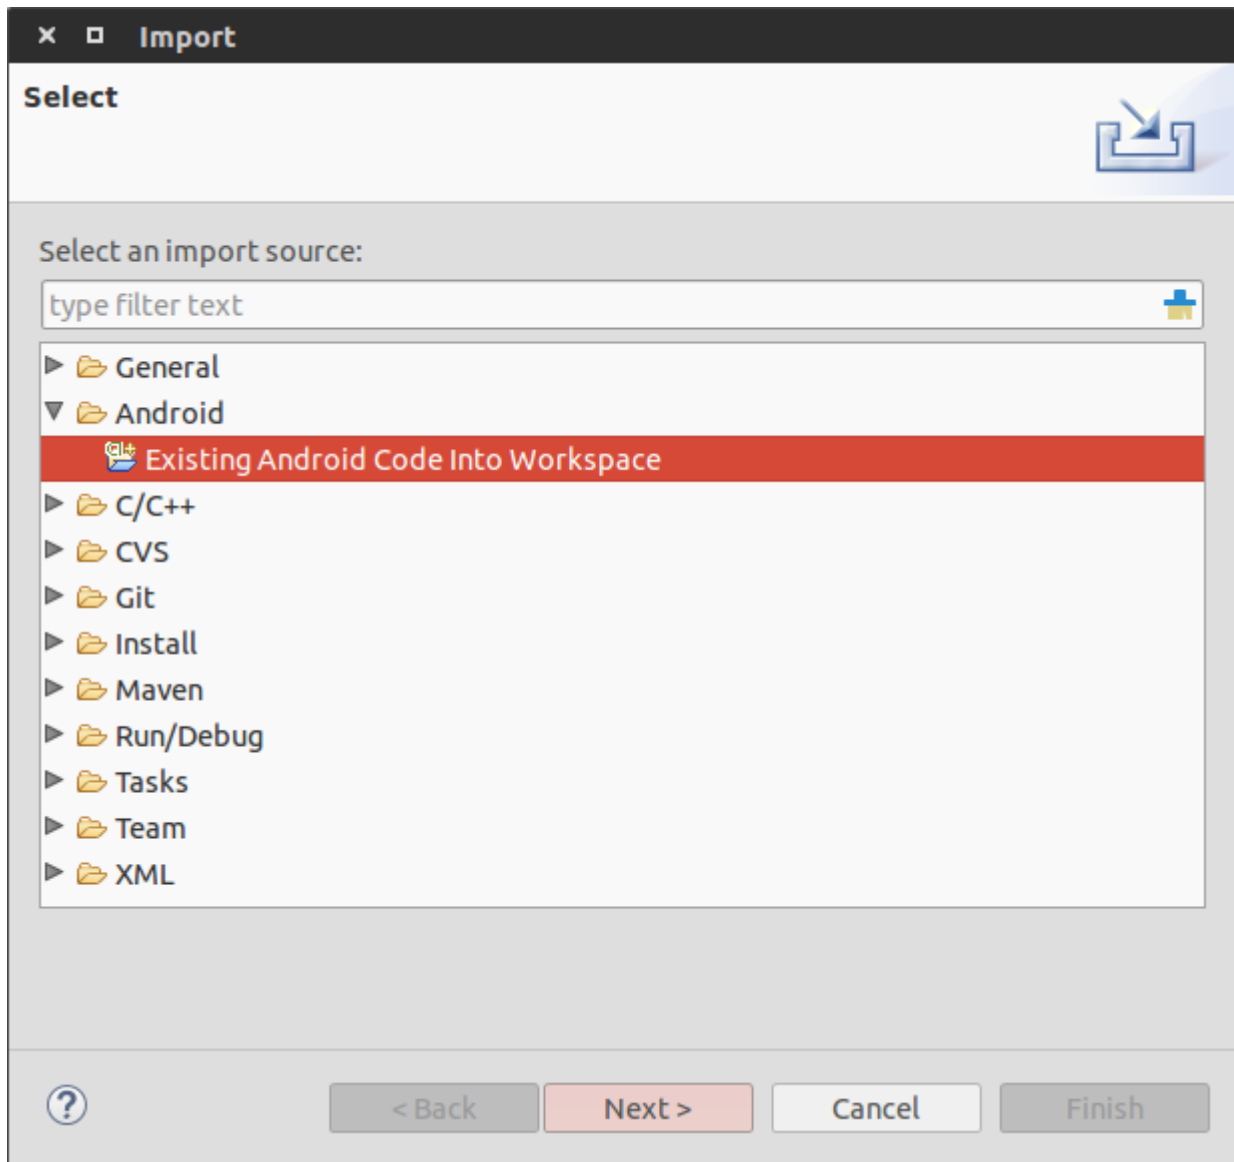 Import
Select
Select an import source:
type filter text
General
Android
Existing Android Code Into Workspace
C/C++
CVS
Git
Install
Maven
Run/Debug
Tasks
Team
XML
? < Back Next > Cancel Finish